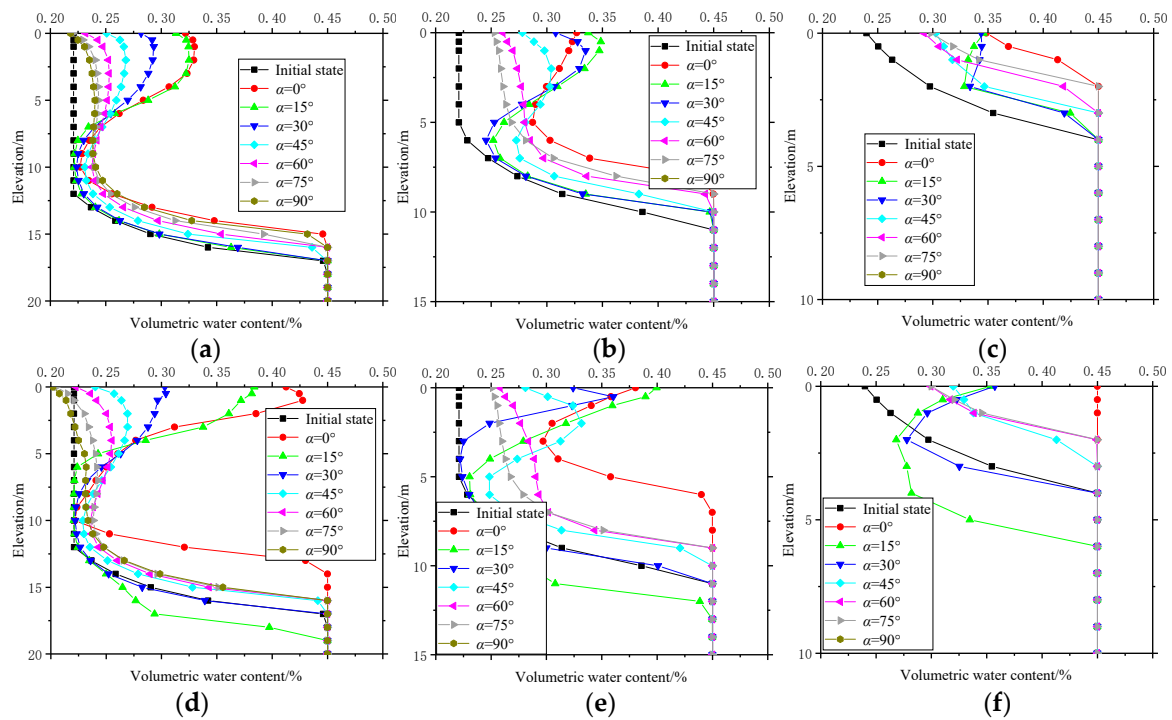 0.20 0.25 0.30 0.35 0.40 0.45 0.50
0
5
10
15
20
Elevation/m
Initial state
α=0°
α=15°
α=30°
α=45°
α=60°
α=75°
α=90°
Volumetric water content/%
(a)
0.20 0.25 0.30 0.35 0.40 0.45 0.50
0
5
10
15
Elevation/m
Initial state
α=0°
α=15°
α=30°
α=45°
α=60°
α=75°
α=90°
Volumetric water content/%
(b)
0.20 0.25 0.30 0.35 0.40 0.45 0.50
0
5
10
Elevation/m
Initial state
α=0°
α=15°
α=30°
α=45°
α=60°
α=75°
α=90°
Volumetric water content/%
(c)
0.20 0.25 0.30 0.35 0.40 0.45 0.50
0
5
10
15
20
Elevation/m
Initial state
α=0°
α=15°
α=30°
α=45°
α=60°
α=75°
α=90°
Volumetric water content/%
(d)
0.20 0.25 0.30 0.35 0.40 0.45 0.50
0
5
10
15
Elevation/m
Initial state
α=0°
α=15°
α=30°
α=45°
α=60°
α=75°
α=90°
Volumetric water content/%
(e)
0.20 0.25 0.30 0.35 0.40 0.45 0.50
0
5
10
Elevation/m
Initial state
α=0°
α=15°
α=30°
α=45°
α=60°
α=75°
α=90°
Volumetric water content/%
(f)